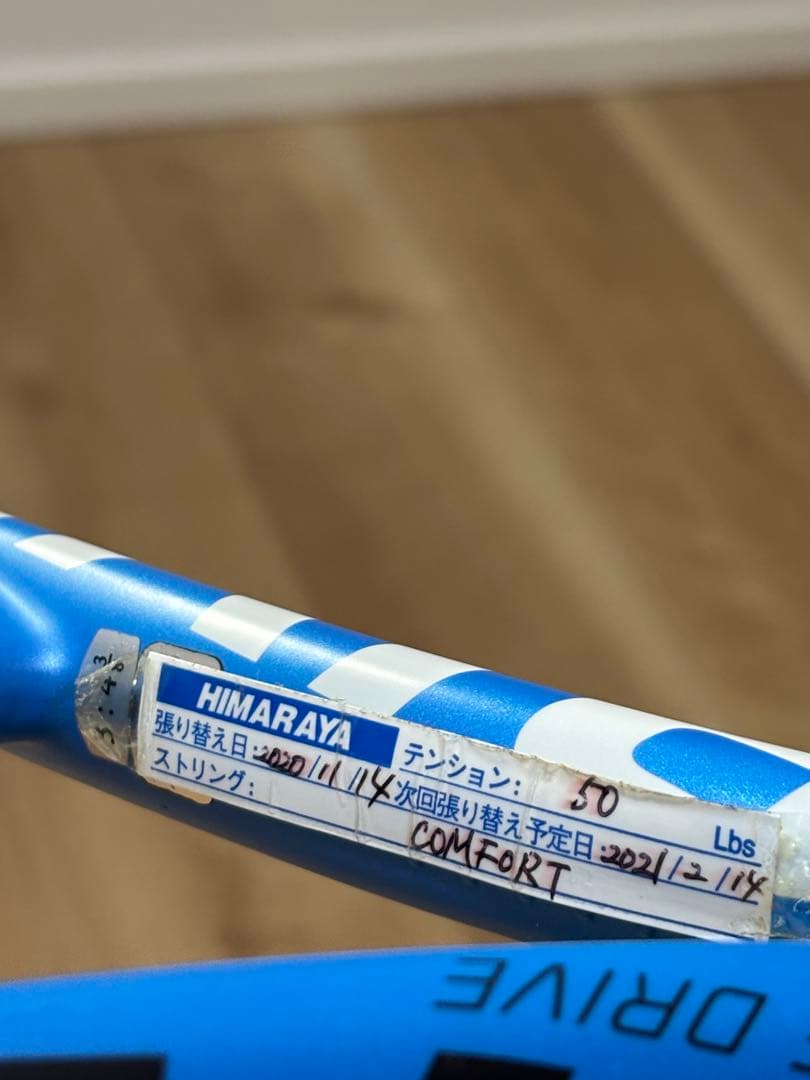 HIMARAYA
張り替え日:2020/11/14
テンション: 50 Lbs
次回張り替え予定日:2021/2/14
ストリング: COMFORT
DRIVE